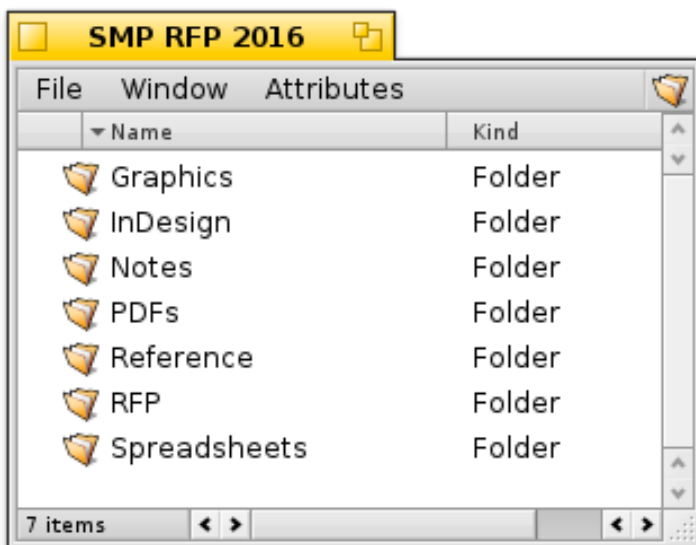 SMP RFP 2016
File Window Attributes
Name Kind
Graphics Folder
InDesign Folder
Notes Folder
PDFs Folder
Reference Folder
RFP Folder
Spreadsheets Folder
7 items